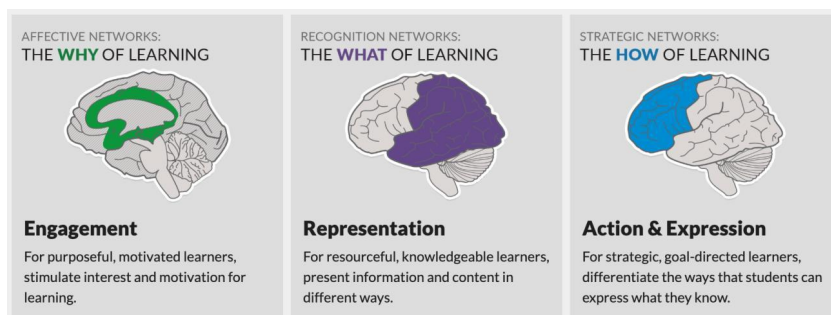 AFFECTIVE NETWORKS:
THE WHY OF LEARNING
Engagement
For purposeful, motivated learners,
stimulate interest and motivation for
learning.
RECOGNITION NETWORKS:
THE WHAT OF LEARNING
Representation
For resourceful, knowledgeable learners,
present information and content in
different ways.
STRATEGIC NETWORKS:
THE HOW OF LEARNING
Action & Expression
For strategic, goal-directed learners,
differentiate the ways that students can
express what they know.